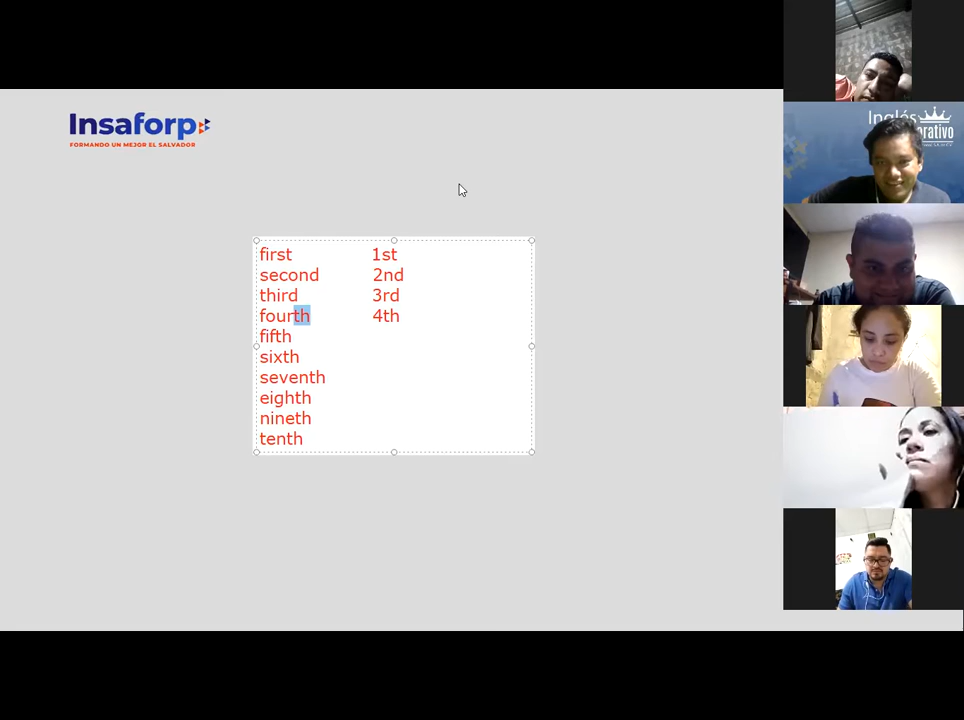 Insaforp
FORMANDO UN MEJOR EL SALVADOR
first 1st
second 2nd
third 3rd
fourth 4th
fifth
sixth
seventh
eighth
nineth
tenth
Inglés